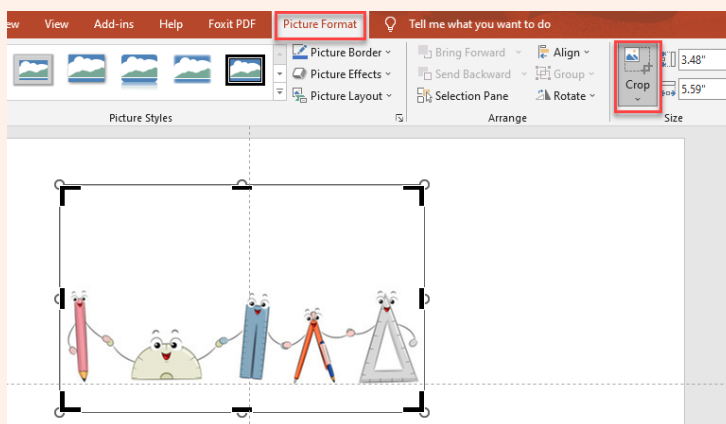 ew View Add-ins Help Foxit PDF Picture Format Tell me what you want to do
Picture Border
Picture Effects
Picture Layout
Picture Styles
Bring Forward
Send Backward
Selection Pane
Align
Group
Rotate
Arrange
Crop
3.48"
5.59"
Size